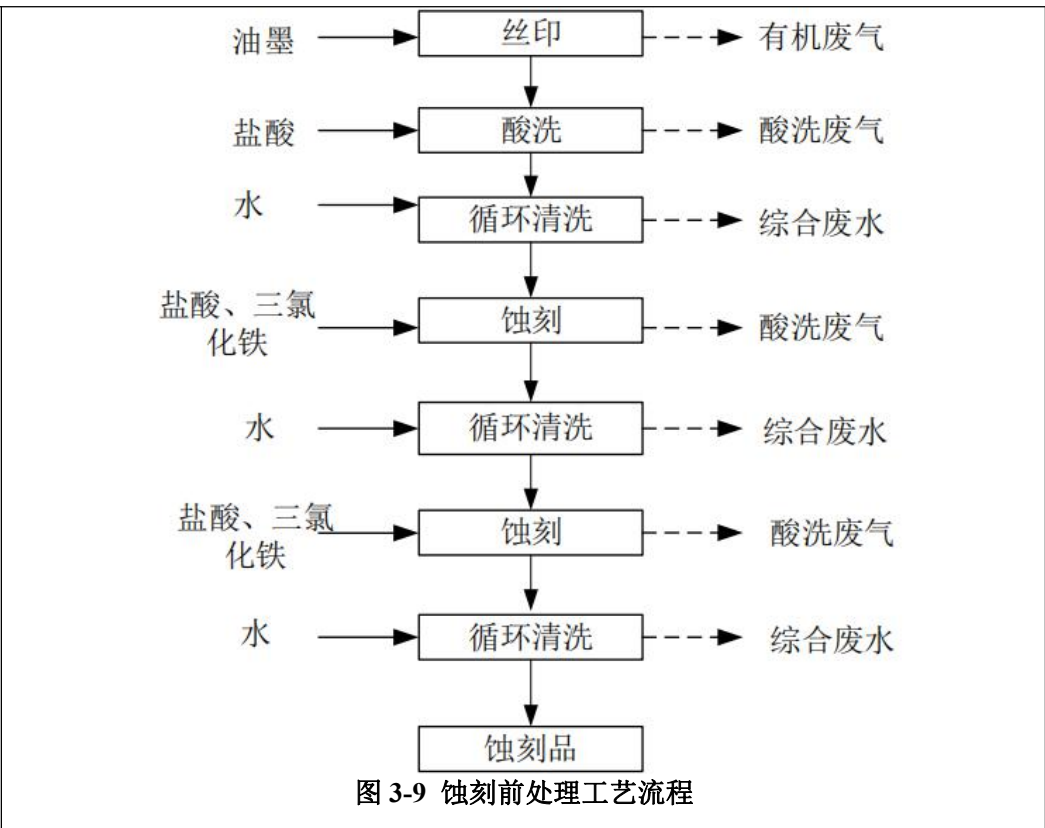 油墨
丝印
有机废气
盐酸
酸洗
酸洗废气
水
循环清洗
综合废水
盐酸、三氯
化铁
蚀刻
酸洗废气
水
循环清洗
综合废水
盐酸、三氯
化铁
蚀刻
酸洗废气
水
循环清洗
综合废水
蚀刻品
图 3-9 蚀刻前处理工艺流程